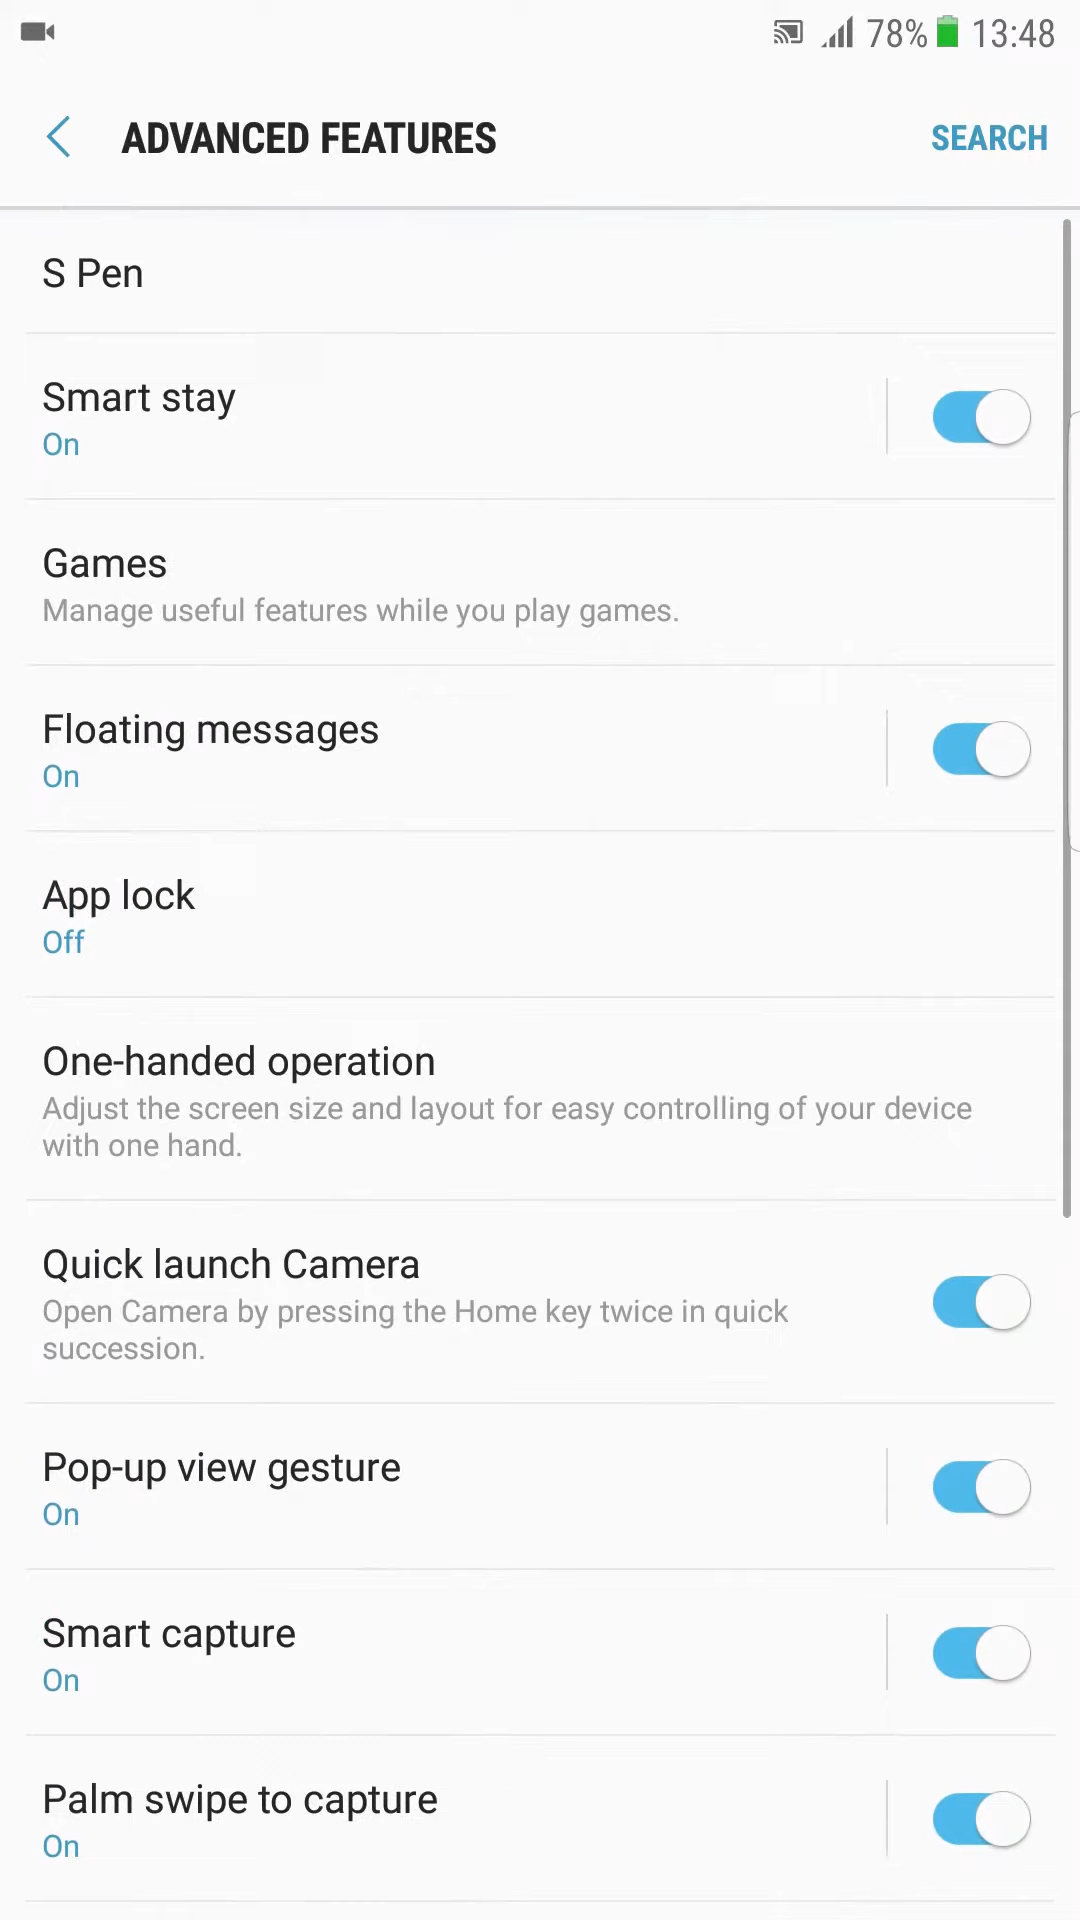 78% 13:48
ADVANCED FEATURES SEARCH
S Pen
Smart stay
On
Games
Manage useful features while you play games.
Floating messages
On
App lock
Off
One-handed operation
Adjust the screen size and layout for easy controlling of your device
with one hand.
Quick launch Camera
Open Camera by pressing the Home key twice in quick
succession.
Pop-up view gesture
On
Smart capture
On
Palm swipe to capture
On